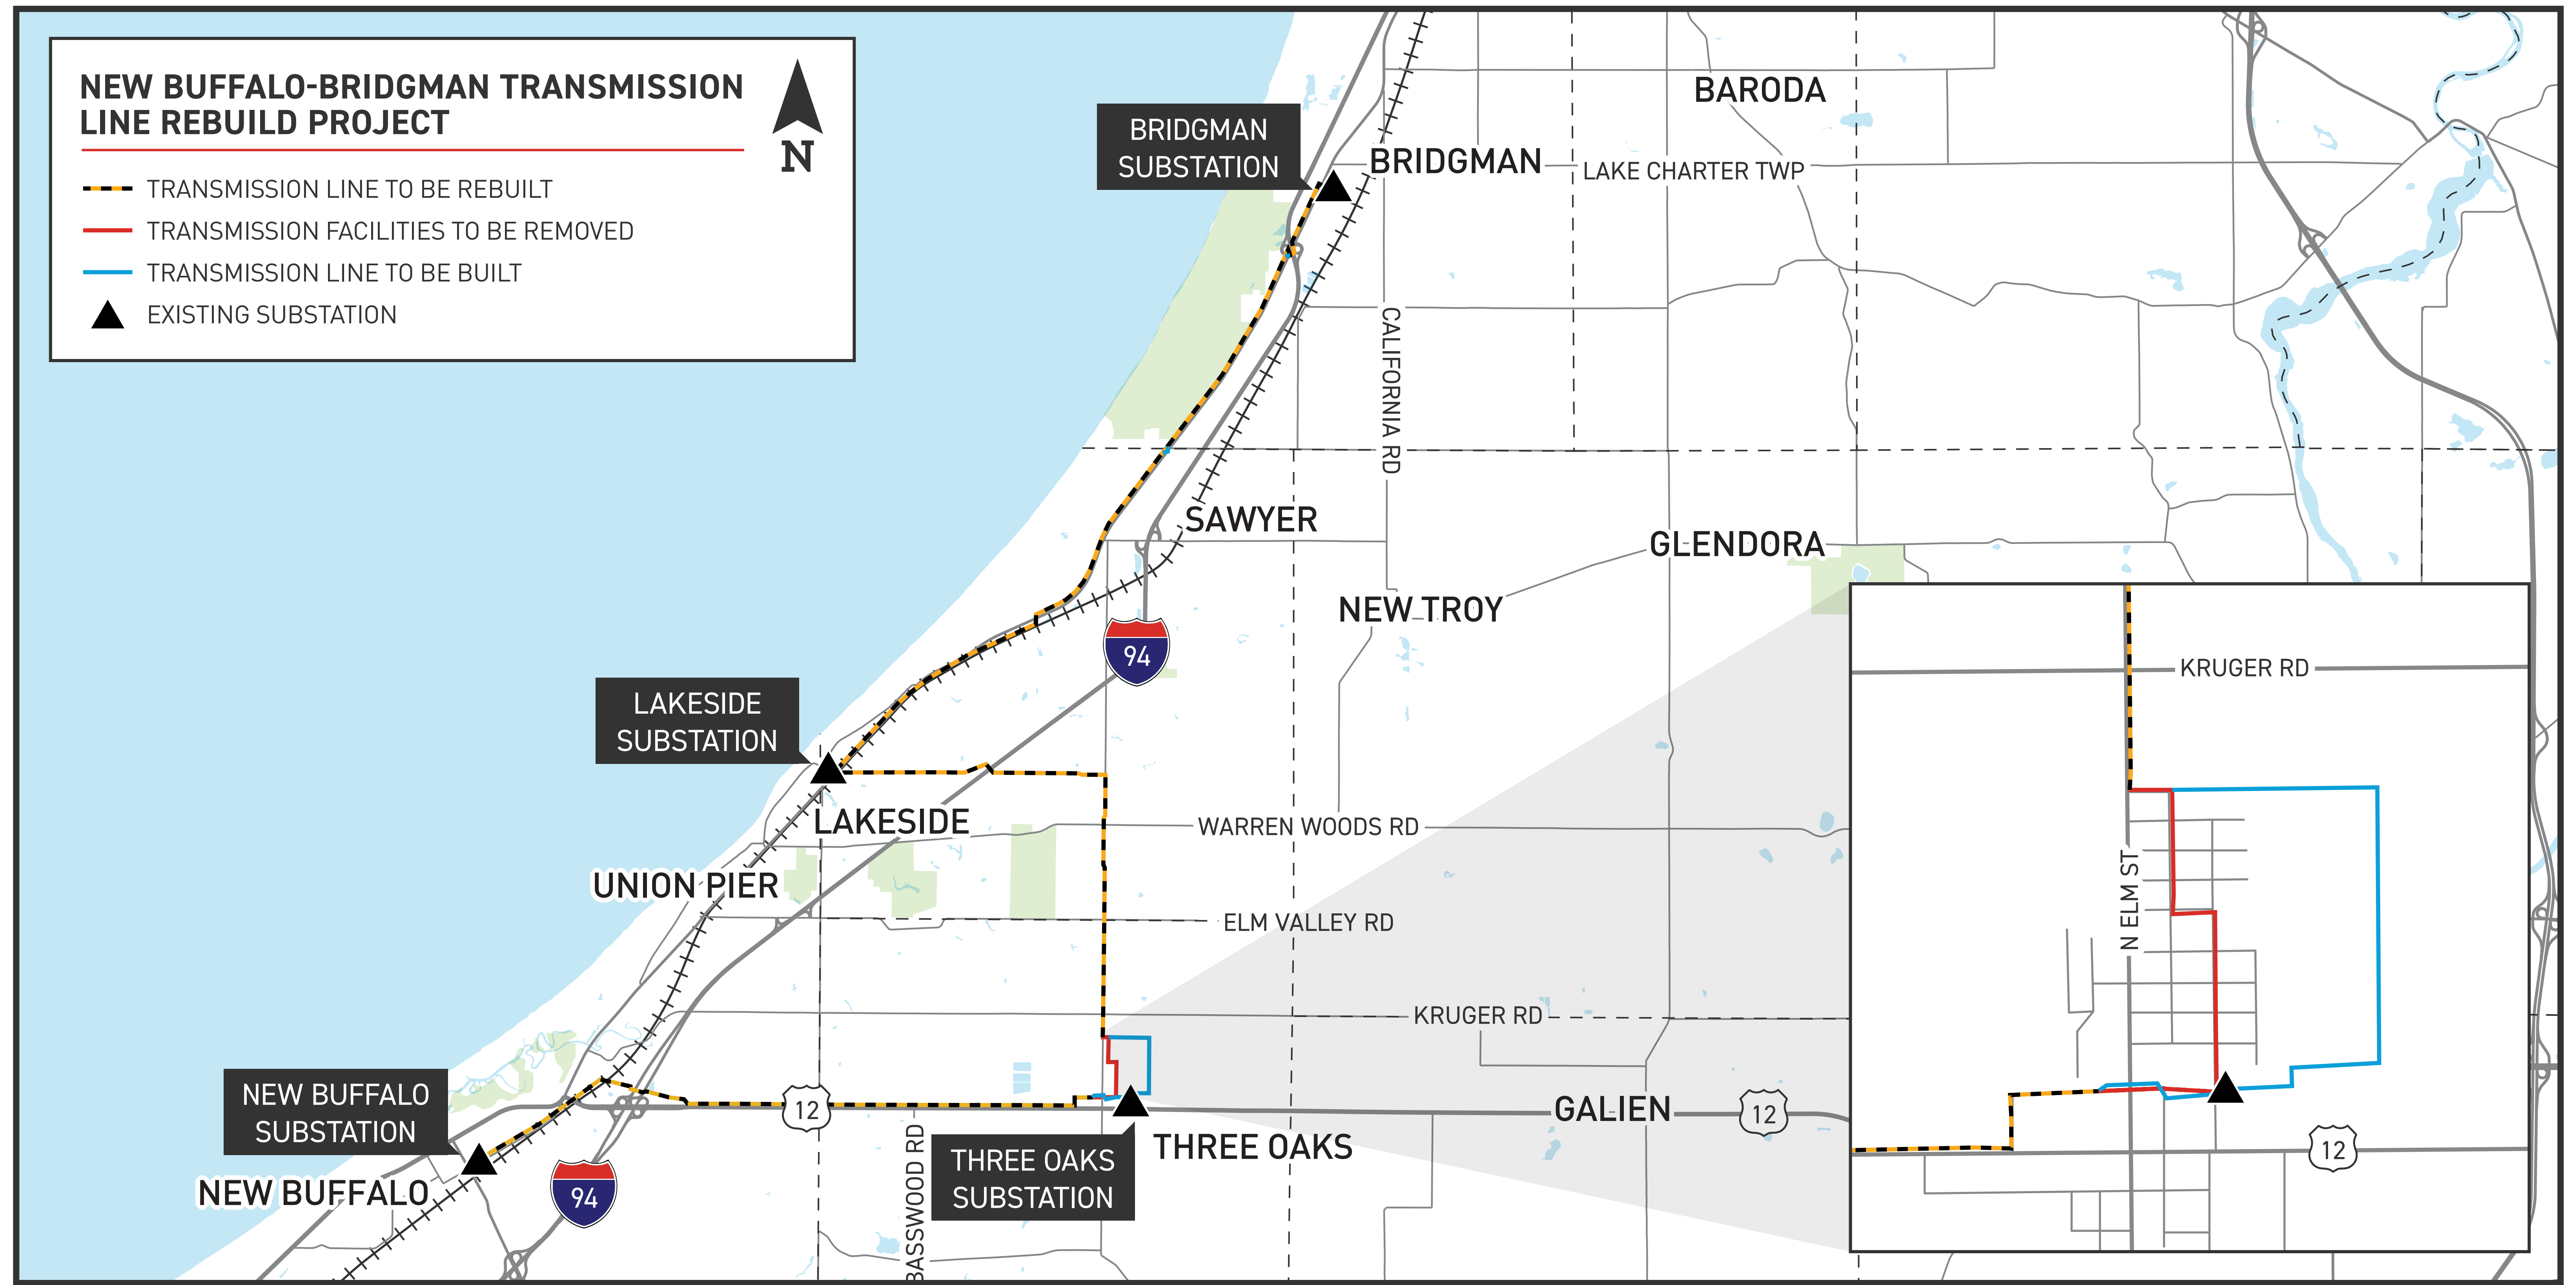 NEW BUFFALO-BRIDGMAN TRANSMISSION
LINE REBUILD PROJECT
N
TRANSMISSION LINE TO BE REBUILT
TRANSMISSION FACILITIES TO BE REMOVED
TRANSMISSION LINE TO BE BUILT
EXISTING SUBSTATION
BARODA
BRIDGMAN
SUBSTATION
BRIDGMAN
LAKE CHARTER TWP
CALIFORNIA RD
SAWYER
GLENDORA
NEW TROY
94
LAKESIDE
SUBSTATION
LAKESIDE
WARREN WOODS RD
UNION PIER
ELM VALLEY RD
KRUGER RD
NEW BUFFALO
SUBSTATION
12
GALIEN
12
THREE OAKS
THREE OAKS
SUBSTATION
BASSWOOD RD
NEW BUFFALO
94
KRUGER RD
N ELM ST
12